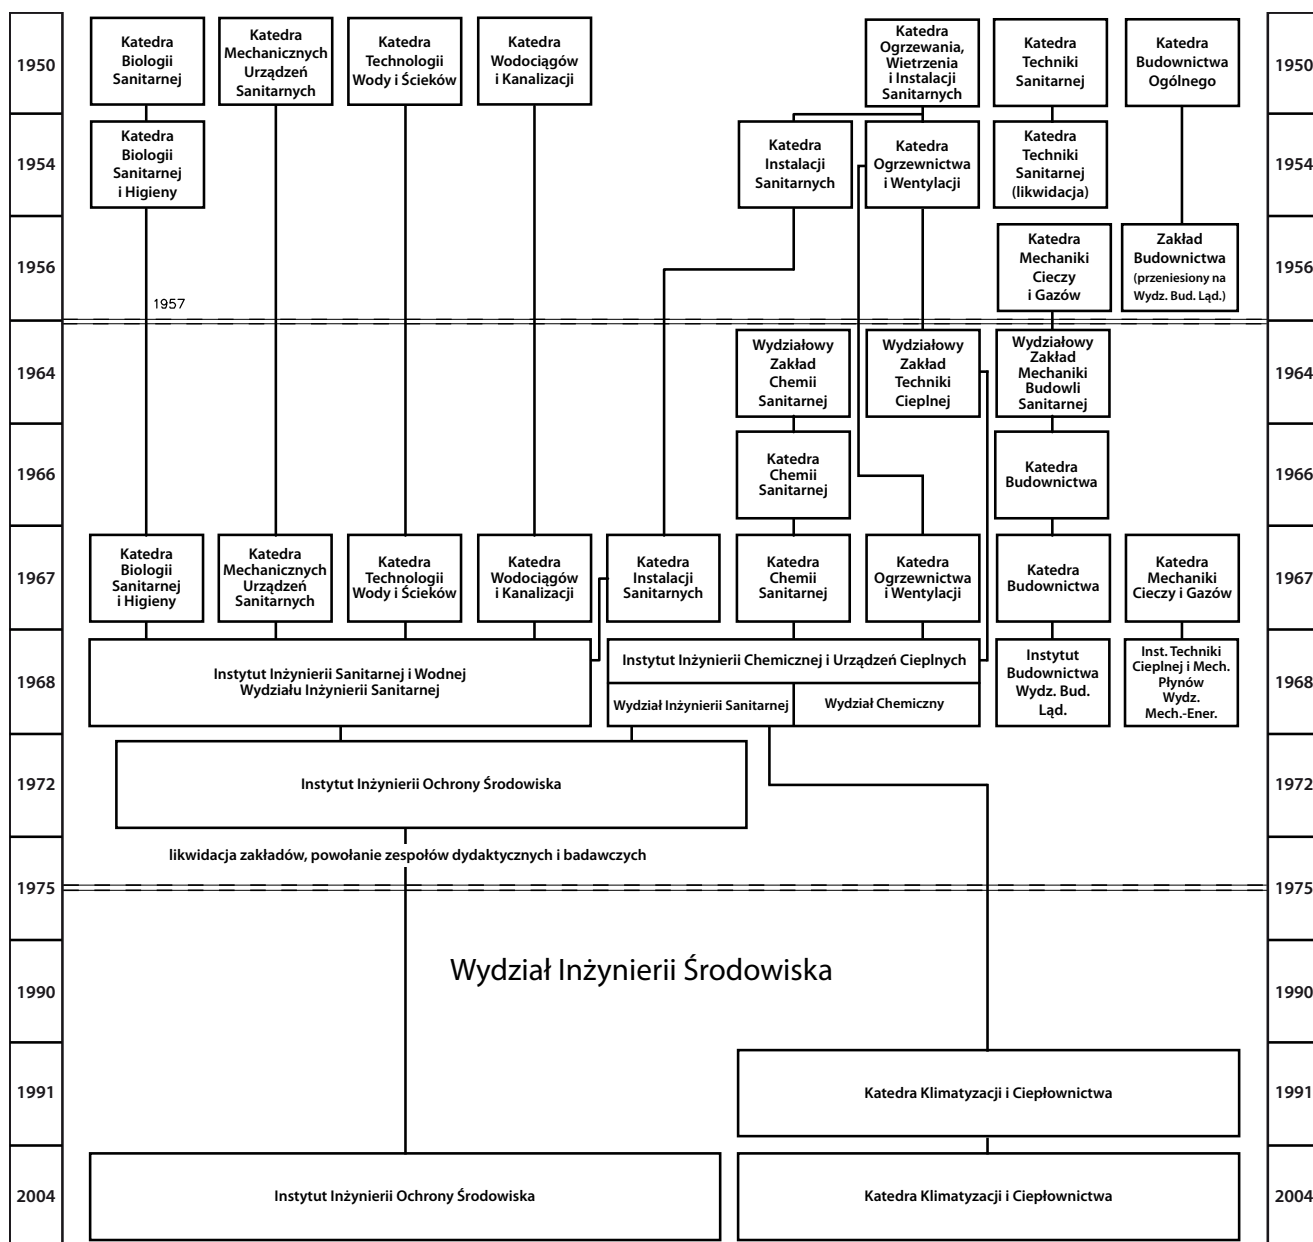 1950
Katedra
Biologii
Sanitarnej
Katedra
Mechanicznych
Urządzeń
Sanitarnych
Katedra
Technologii
Wody i Ścieków
Katedra
Wodociągów
i Kanalizacji
Katedra
Ogrzewania,
Wietrzenia
i Instalacji
Sanitarnych
Katedra
Techniki
Sanitarnej
Katedra
Budownictwa
Ogólnego
1950
1954
Katedra
Biologii
Sanitarnej
i Higieny
Katedra
Instalacji
Sanitarnych
Katedra
Ogrzewnictwa
i Wentylacji
Katedra
Techniki
Sanitarnej
(likwidacja)
1954
1956
1957
Katedra
Mechaniki
Cieczy
i Gazów
Zakład
Budownictwa
(przeniesiony na
Wydz. Bud. Ląd.)
1956
1964
Wydziałowy
Zakład
Chemii
Sanitarnej
Wydziałowy
Zakład
Techniki
Cieplnej
Wydziałowy
Zakład
Mechaniki
Budowli
Sanitarnej
1964
1966
Katedra
Chemii
Sanitarnej
Katedra
Budownictwa
1966
1967
Katedra
Biologii
Sanitarnej
i Higieny
Katedra
Mechanicznych
Urządzeń
Sanitarnych
Katedra
Technologii
Wody i Ścieków
Katedra
Wodociągów
i Kanalizacji
Katedra
Instalacji
Sanitarnych
Katedra
Chemii
Sanitarnej
Katedra
Ogrzewnictwa
i Wentylacji
Katedra
Budownictwa
Katedra
Mechaniki
Cieczy i Gazów
1967
1968
Instytut Inżynierii Sanitarnej i Wodnej
Wydziału Inżynierii Sanitarnej
Instytut Inżynierii Chemicznej i Urządzeń Cieplnych
Wydział Inżynierii Sanitarnej
Wydział Chemiczny
Instytut
Budownictwa
Wydz. Bud.
Ląd.
Inst. Techniki
Cieplnej i Mech.
Płynów
Wydz.
Mech.-Ener.
1968
1972
Instytut Inżynierii Ochrony Środowiska
1972
likwidacja zakładów, powołanie zespołów dydaktycznych i badawczych
1975
1975
Wydział Inżynierii Środowiska
1990
1990
1991
Katedra Klimatyzacji i Ciepłownictwa
1991
2004
Instytut Inżynierii Ochrony Środowiska
Katedra Klimatyzacji i Ciepłownictwa
2004